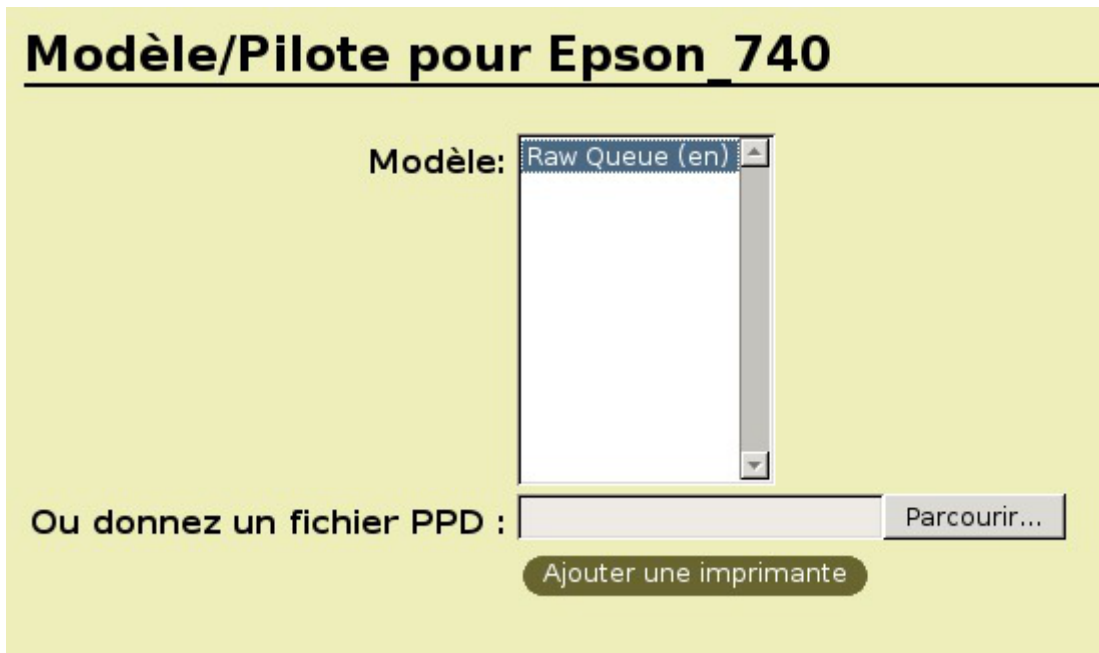 Modèle/Pilote pour Epson_740
Modèle: Raw Queue (en)
Ou donnez un fichier PPD : Parcourir...
Ajouter une imprimante